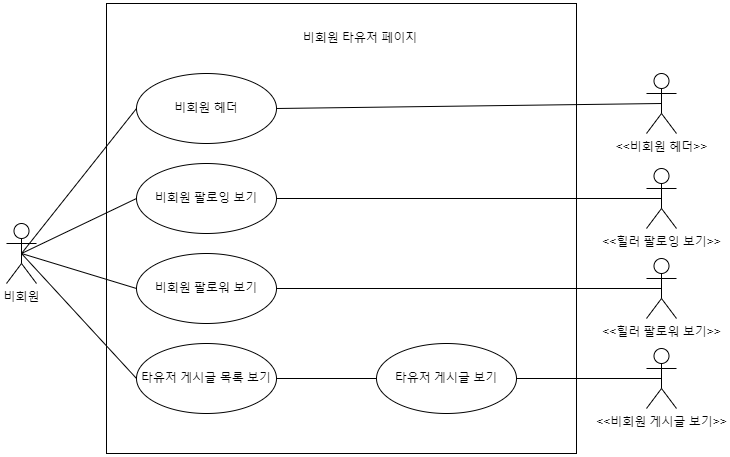 비회원 타유저 페이지
비회원 헤더
<<비회원 헤더>>
비회원 팔로잉 보기
<<힐러 팔로잉 보기>>
비회원
비회원 팔로워 보기
<<힐러 팔로워 보기>>
타유저 게시글 목록 보기
타유저 게시글 보기
<<비회원 게시글 보기>>